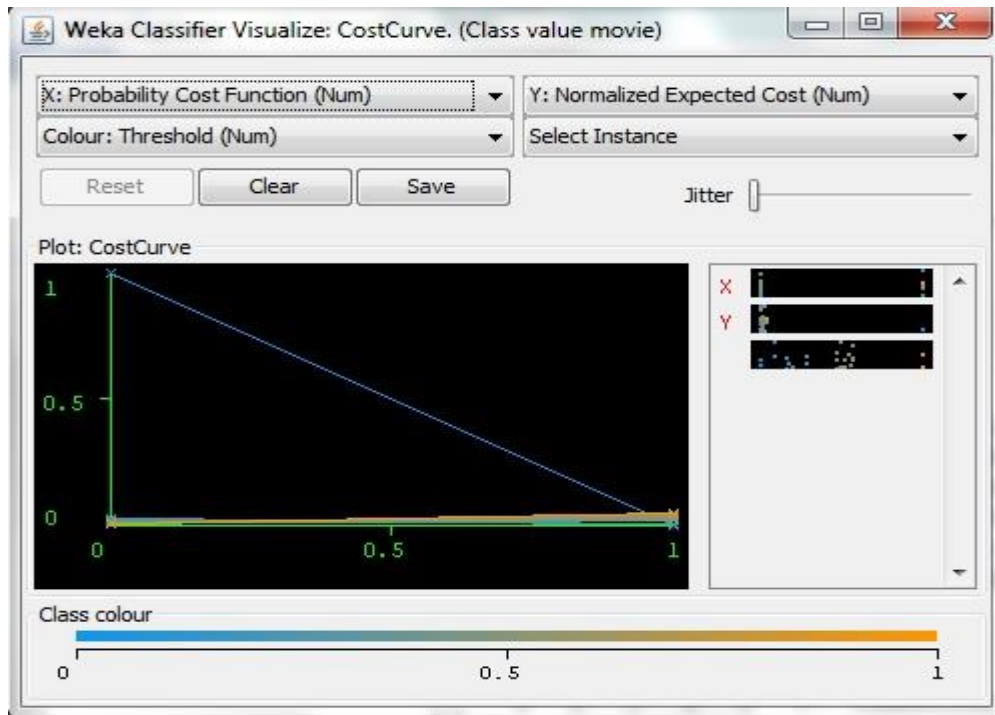 Weka Classifier Visualize: CostCurve. (Class value movie)
X: Probability Cost Function (Num)
Y: Normalized Expected Cost (Num)
Colour: Threshold (Num)
Select Instance
Reset
Clear
Save
Jitter
Plot: CostCurve
1
0.5
0
0
0.5
1
X
Y
Class colour
0
0.5
1